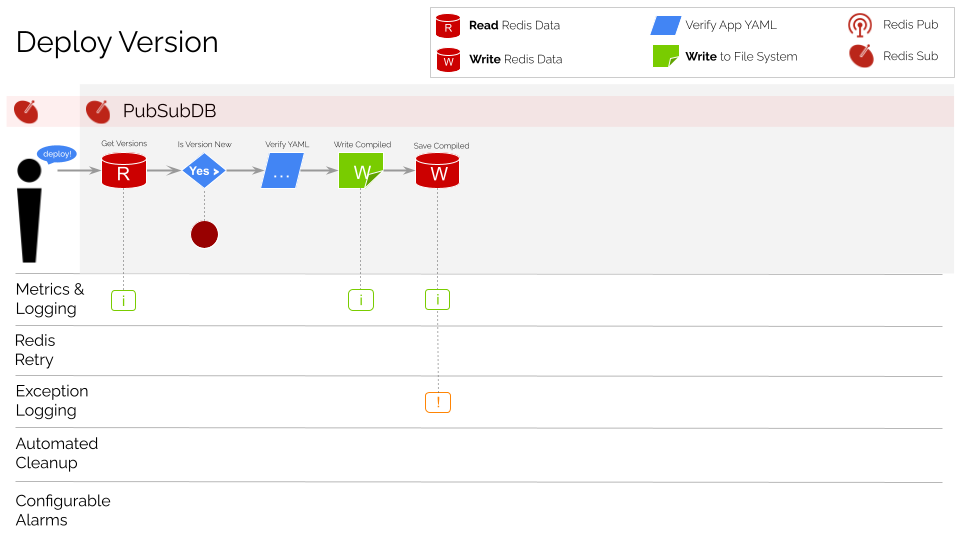 Deploy Version
R
Read Redis Data
Verify App YAML
Redis Pub
W
Write Redis Data
Write to File System
Redis Sub
PubSubDB
deploy!
Get Versions
Is Version New
Verify YAML
Write Compiled
Save Compiled
R
Yes >
...
W
W
Metrics &
Logging
i
i
i
Redis
Retry
Exception
Logging
!
Automated
Cleanup
Configurable
Alarms